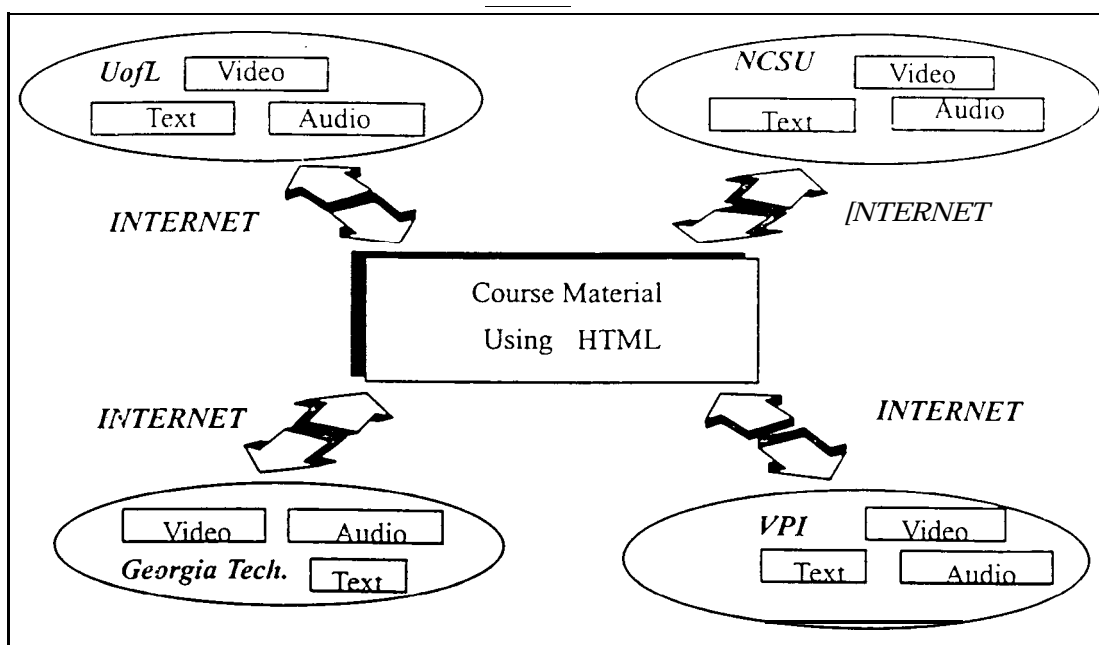 UofL Video
Text Audio
NCSU Video
Text Audio
INTERNET
[NTERNET
Course Material
Using HTML
INTERNET
INTERNET
Video Audio
Georgia Tech. Text
VPI Video
Text Audio